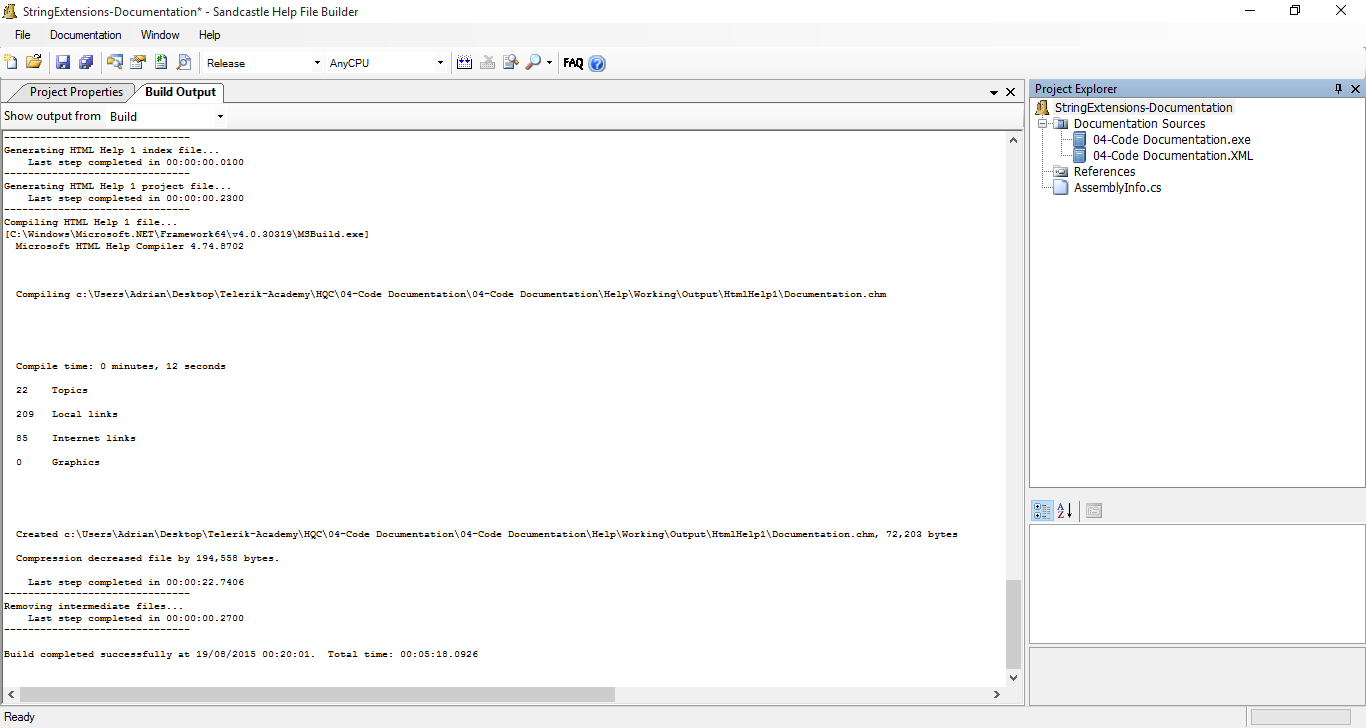 StringExtensions-Documentation* - Sandcastle Help File Builder
File Documentation Window Help
Release AnyCPU FAQ
Project Properties Build Output
Show output from Build
-------------------------------
Generating HTML Help 1 index file...
Last step completed in 00:00:00.0100
-------------------------------
Generating HTML Help 1 project file...
Last step completed in 00:00:00.2300
-------------------------------
Compiling HTML Help 1 file...
[C:\Windows\Microsoft.NET\Framework64\v4.0.30319\MSBuild.exe]
Microsoft HTML Help Compiler 4.74.8702
Compiling c:\Users\Adrian\Desktop\Telerik-Academy\HQC\04-Code Documentation\04-Code Documentation\Help\Working\Output\HtmlHelp1\Documentation.chm
Compile time: 0 minutes, 12 seconds
22 Topics
209 Local links
85 Internet links
0 Graphics
Created c:\Users\Adrian\Desktop\Telerik-Academy\HQC\04-Code Documentation\04-Code Documentation\Help\Working\Output\HtmlHelp1\Documentation.chm, 72,203 bytes
Compression decreased file by 194,558 bytes.
Last step completed in 00:00:22.7406
-------------------------------
Removing intermediate files...
Last step completed in 00:00:00.2700
-------------------------------
Build completed successfully at 19/08/2015 00:20:01. Total time: 00:05:18.0926
Project Explorer
StringExtensions-Documentation
Documentation Sources
04-Code Documentation.exe
04-Code Documentation.XML
References
AssemblyInfo.cs
Ready